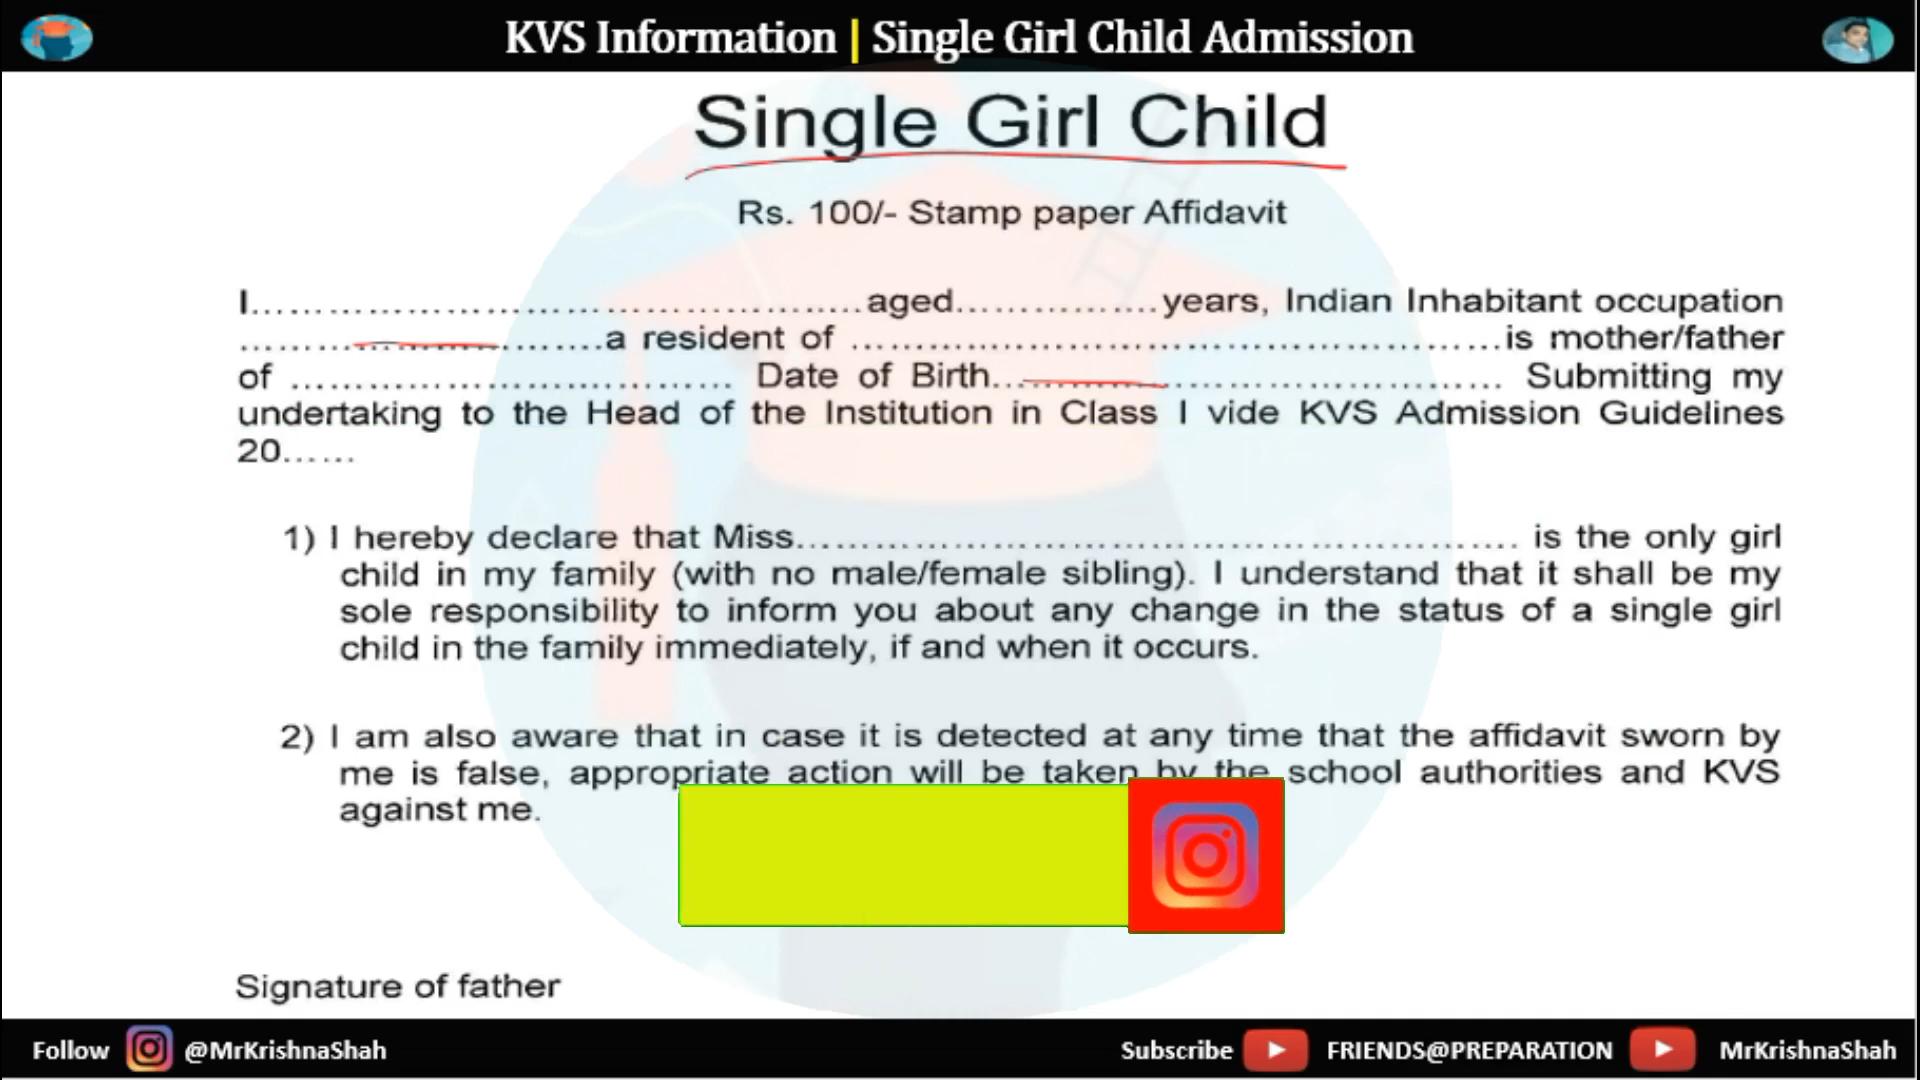 KVS Information | Single Girl Child Admission
Single Girl Child
Rs. 100/- Stamp paper Affidavit
I..............................................aged................years, Indian Inhabitant occupation
...........................a resident of ................................................is mother/father
of ................................. Date of Birth...................................... Submitting my
undertaking to the Head of the Institution in Class I vide KVS Admission Guidelines
20......
1) I hereby declare that Miss...................................................... is the only girl
child in my family (with no male/female sibling). I understand that it shall be my
sole responsibility to inform you about any change in the status of a single girl
child in the family immediately, if and when it occurs.
2) I am also aware that in case it is detected at any time that the affidavit sworn by
me is false, appropriate action will be taken by the school authorities and KVS
against me.
Signature of father
Follow @MrKrishnaShah Subscribe FRIENDS@PREPARATION MrKrishnaShah